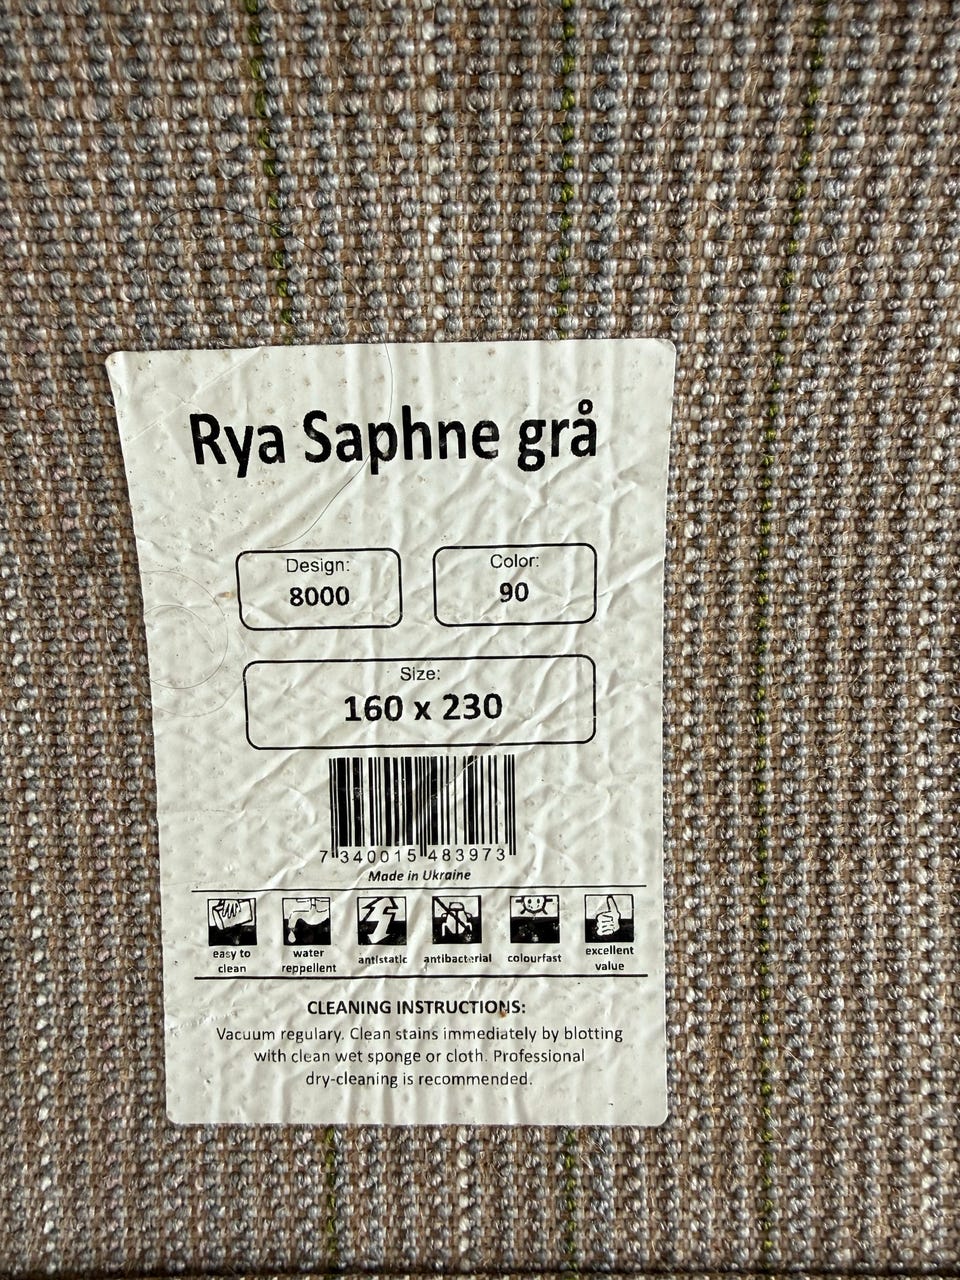 Rya Saphne grå
Design:
8000
Color:
90
Size:
160 x 230
7 340015 483973
Made in Ukraine
easy to
clean
water
reppellent
antistatic
antibacterial
colourfast
excellent
value
CLEANING INSTRUCTIONS:
Vacuum regulary. Clean stains immediately by blotting
with clean wet sponge or cloth. Professional
dry-cleaning is recommended.